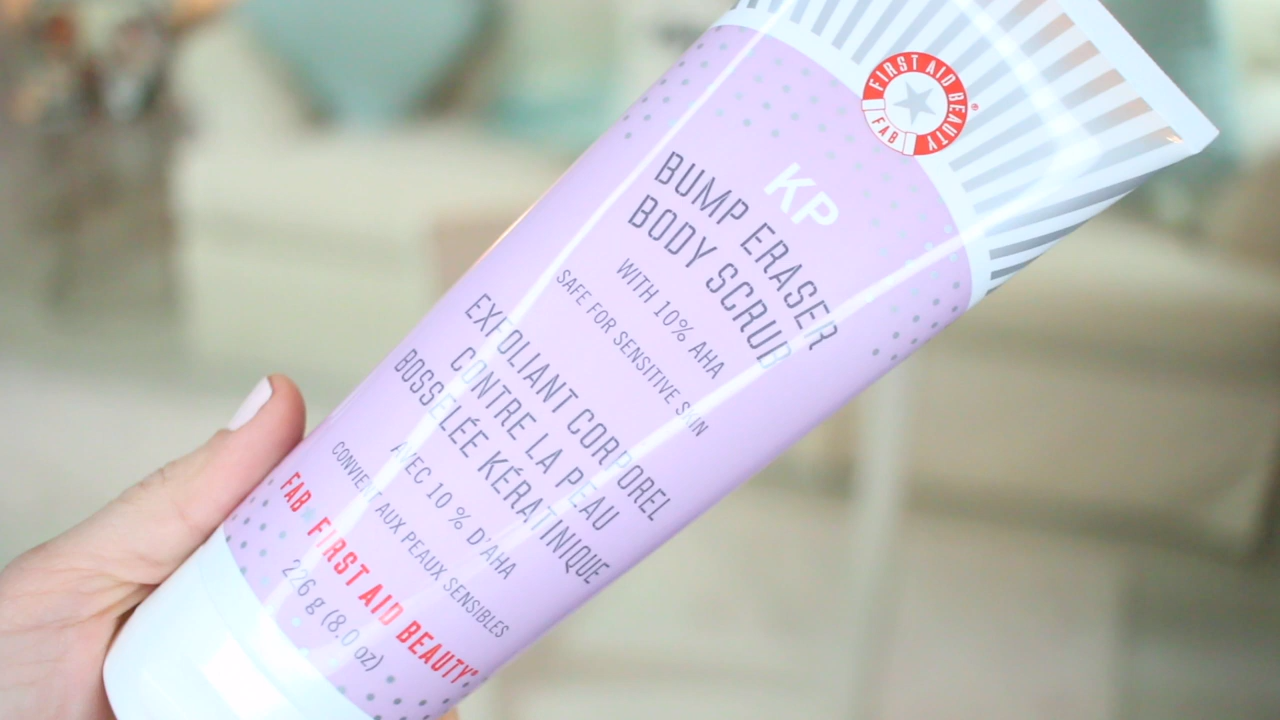 FIRST AID BEAUTY
®
FAB
KP
BUMP ERASER
BODY SCRUB
WITH 10% AHA
SAFE FOR SENSITIVE SKIN
EXFOLIANT CORPOREL
CONTRE LA PEAU
BOSSELÉE KÉRATINIQUE
AVEC 10 % D'AHA
CONVIENT AUX PEAUX SENSIBLES
FAB FIRST AID BEAUTY®
226 g (8.0 oz)